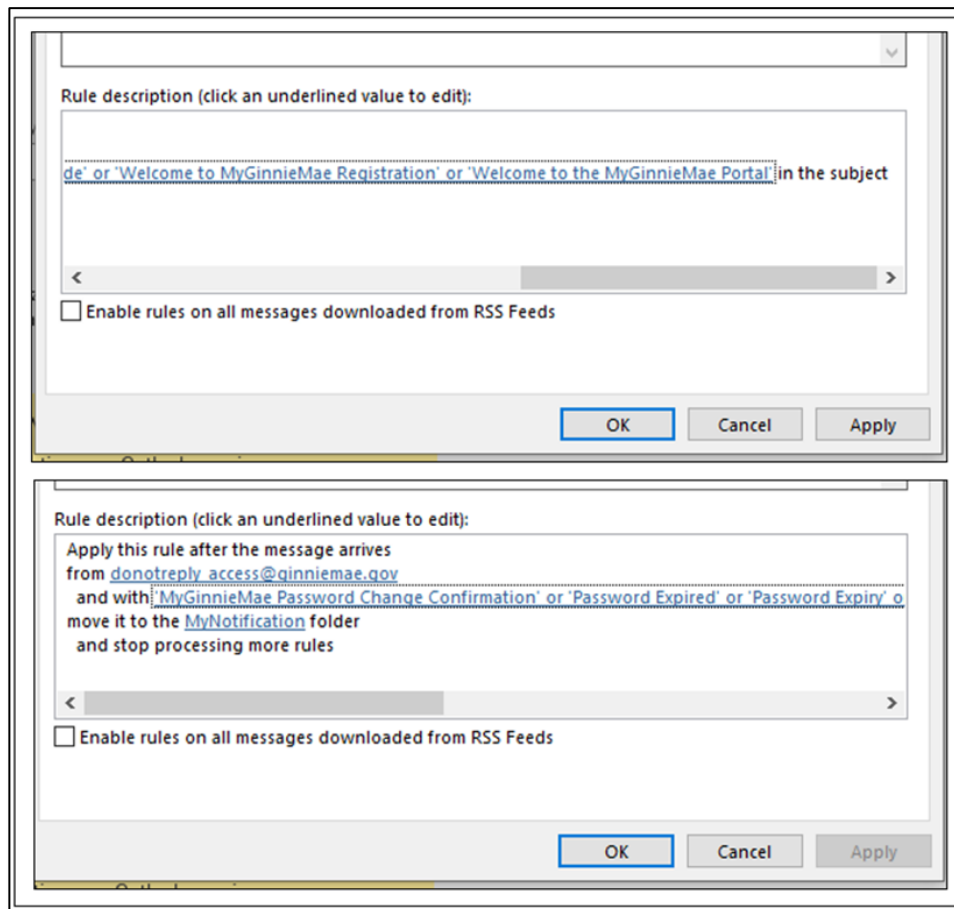 Rule description (click an underlined value to edit):
de' or 'Welcome to MyGinnieMae Registration' or 'Welcome to the MyGinnieMae Portal' in the subject
Enable rules on all messages downloaded from RSS Feeds
OK Cancel Apply
Rule description (click an underlined value to edit):
Apply this rule after the message arrives
from donotreply_access@ginniemae.gov
and with 'MyGinnieMae Password Change Confirmation' or 'Password Expired' or 'Password Expiry' o
move it to the MyNotification folder
and stop processing more rules
Enable rules on all messages downloaded from RSS Feeds
OK Cancel Apply